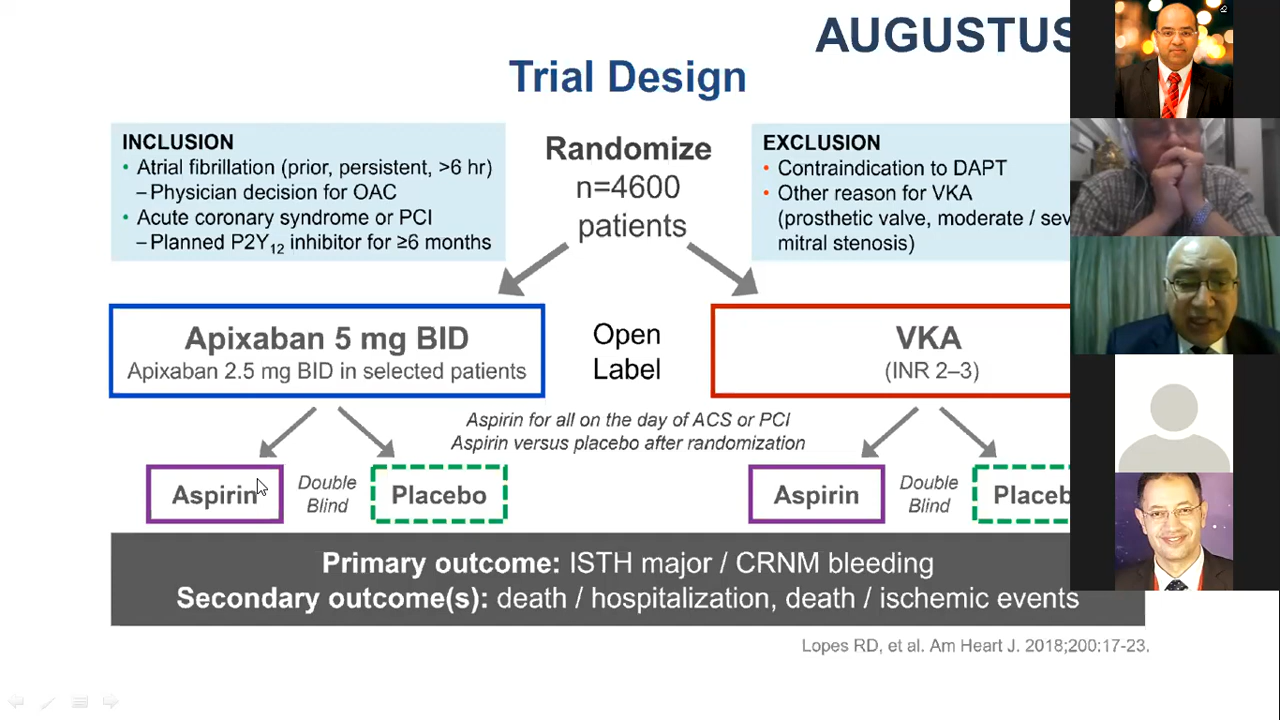 AUGUSTUS
Trial Design
INCLUSION
• Atrial fibrillation (prior, persistent, >6 hr)
– Physician decision for OAC
• Acute coronary syndrome or PCI
– Planned P2Y12 inhibitor for ≥6 months
Randomize
n=4600
patients
EXCLUSION
• Contraindication to DAPT
• Other reason for VKA
(prosthetic valve, moderate / sev
mitral stenosis)
Apixaban 5 mg BID
Apixaban 2.5 mg BID in selected patients
Open
Label
VKA
(INR 2–3)
Aspirin for all on the day of ACS or PCI
Aspirin versus placebo after randomization
Aspirin
Double
Blind
Placebo
Aspirin
Double
Blind
Placeb
Primary outcome: ISTH major / CRNM bleeding
Secondary outcome(s): death / hospitalization, death / ischemic events
Lopes RD, et al. Am Heart J. 2018;200:17-23.